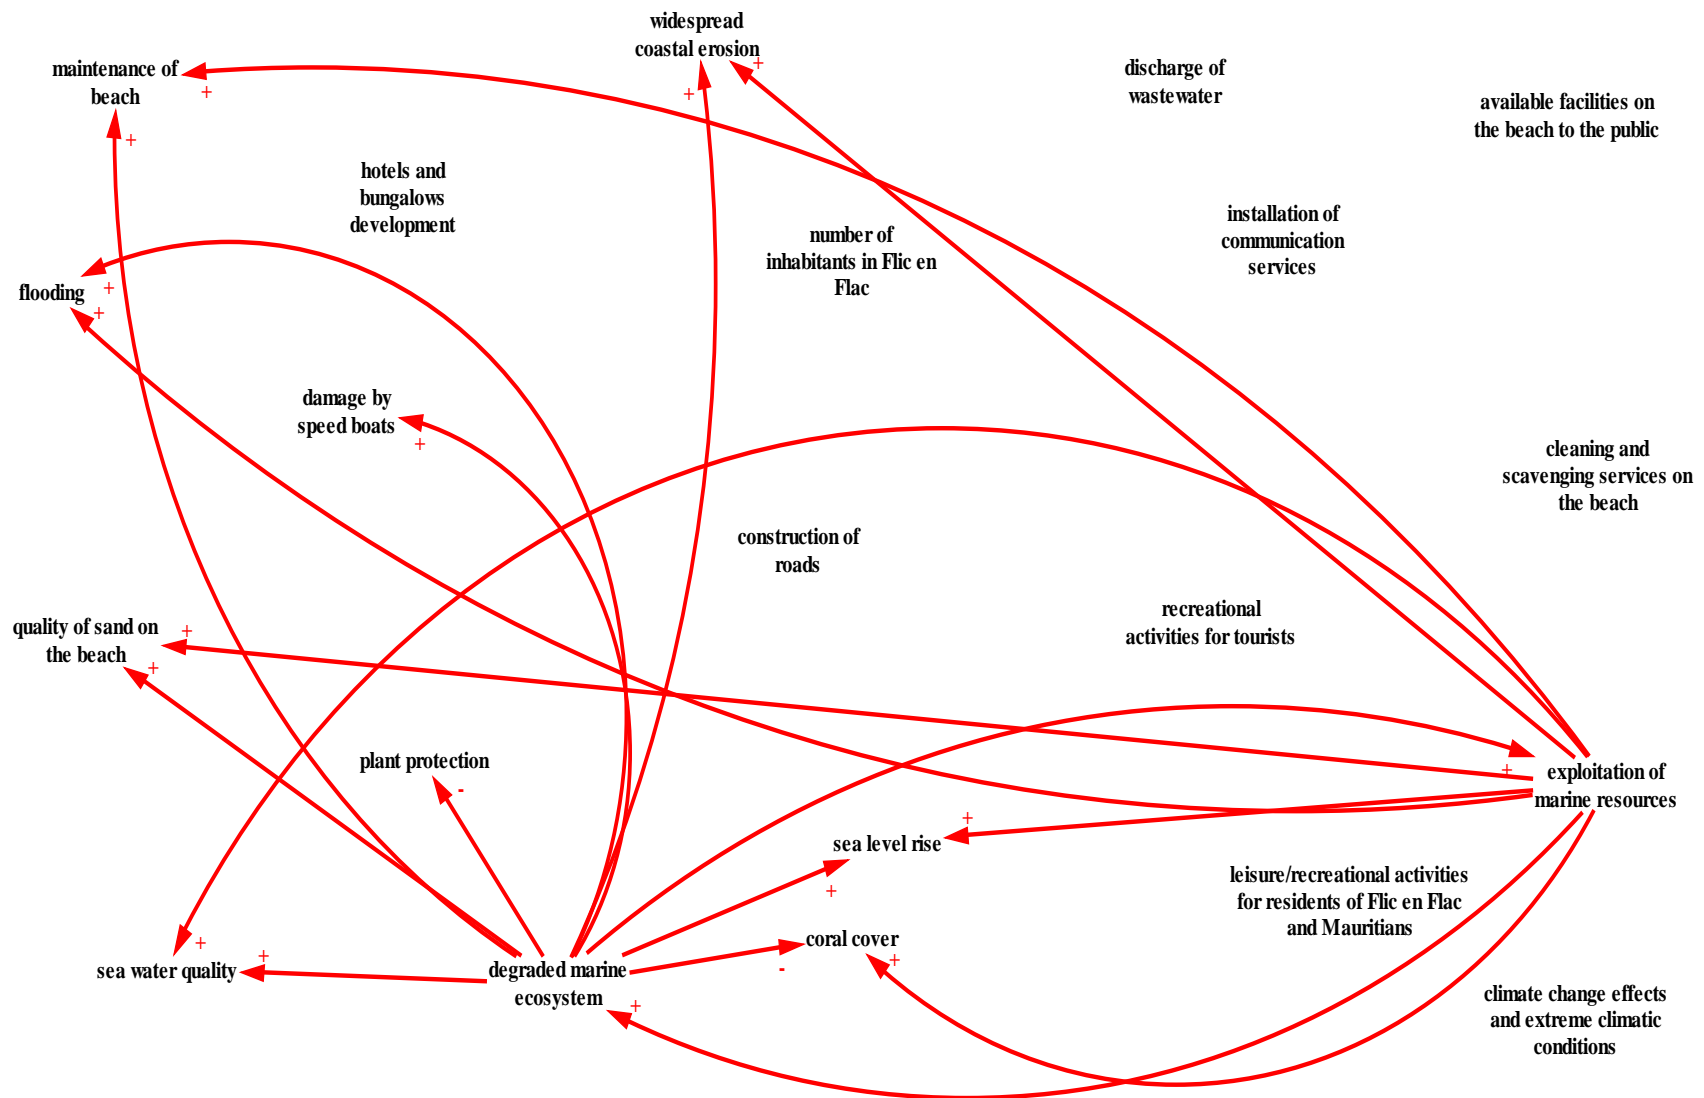 widespread
coastal erosion
+
+
maintenance of
beach
+
+
discharge of
wastewater
available facilities on
the beach to the public
hotels and
bungalows
development
number of
inhabitants in Flic en
Flac
installation of
communication
services
flooding
+
+
damage by
speed boats
+
cleaning and
scavenging services on
the beach
construction of
roads
recreational
activities for tourists
quality of sand on
the beach
+
+
plant protection
-
exploitation of
marine resources
+
sea level rise
+
+
leisure/recreational activities
for residents of Flic en Flac
and Mauritians
coral cover
-
+
sea water quality
+
+
degraded marine
ecosystem
+
climate change effects
and extreme climatic
conditions